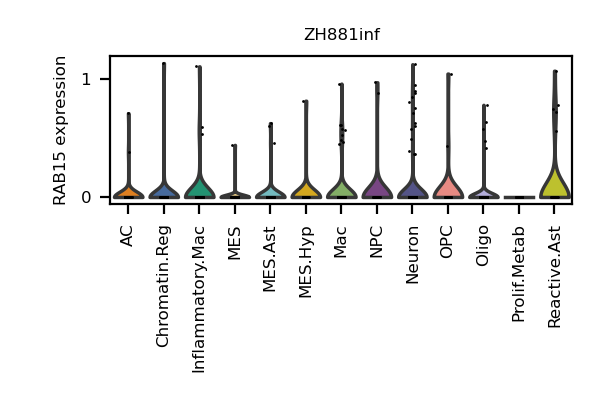 ZH881inf
RAB15 expression
1
0
AC
Chromatin.Reg
Inflammatory.Mac
MES
MES.Ast
MES.Hyp
Mac
NPC
Neuron
OPC
Oligo
Prolif.Metab
Reactive.Ast